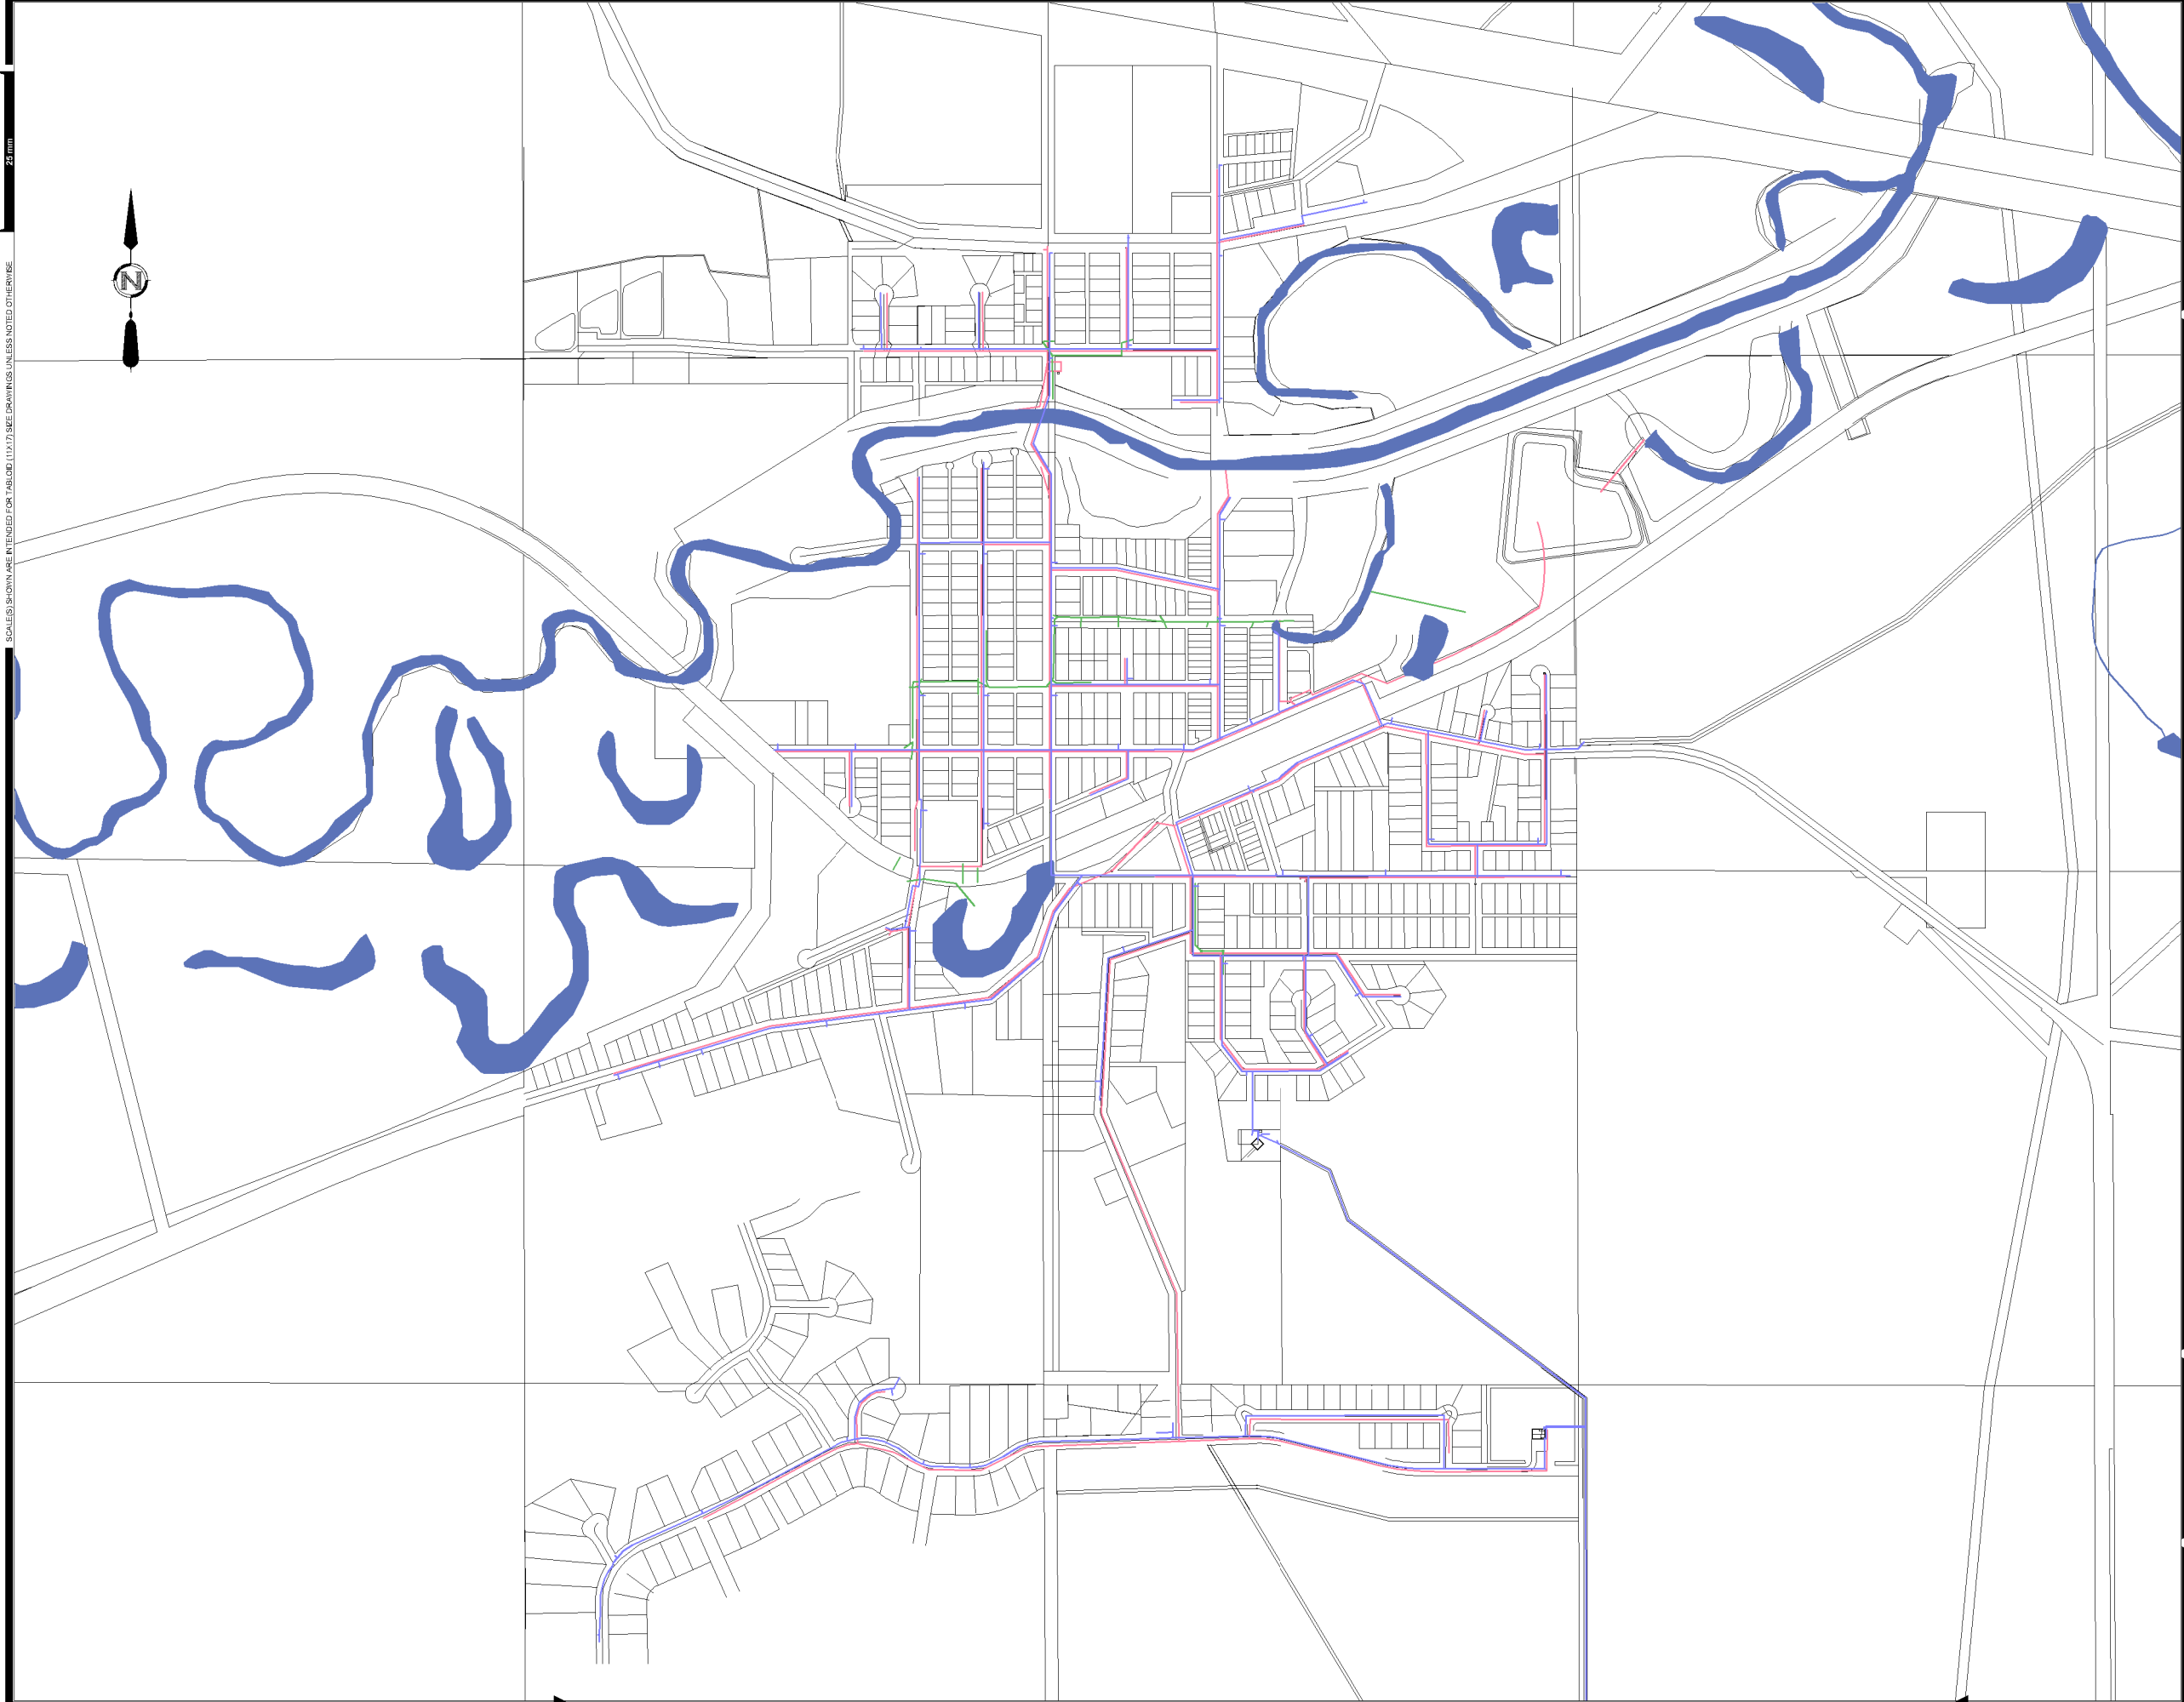 25 mm
SCALE(S) SHOWN ARE INTENDED FOR TABLOID (11X17) SIZE DRAWINGS UNLESS NOTED OTHERWISE
N